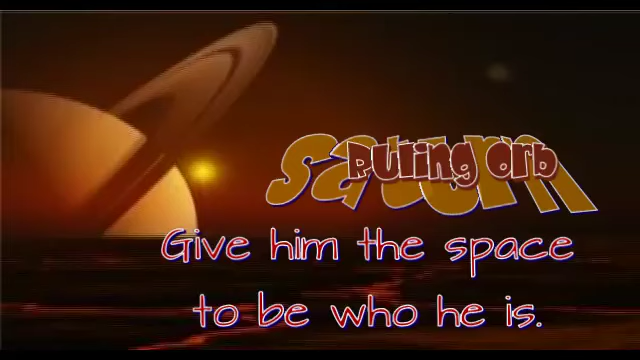 Ruling Orb
saturn
Give him the space
to be who he is.